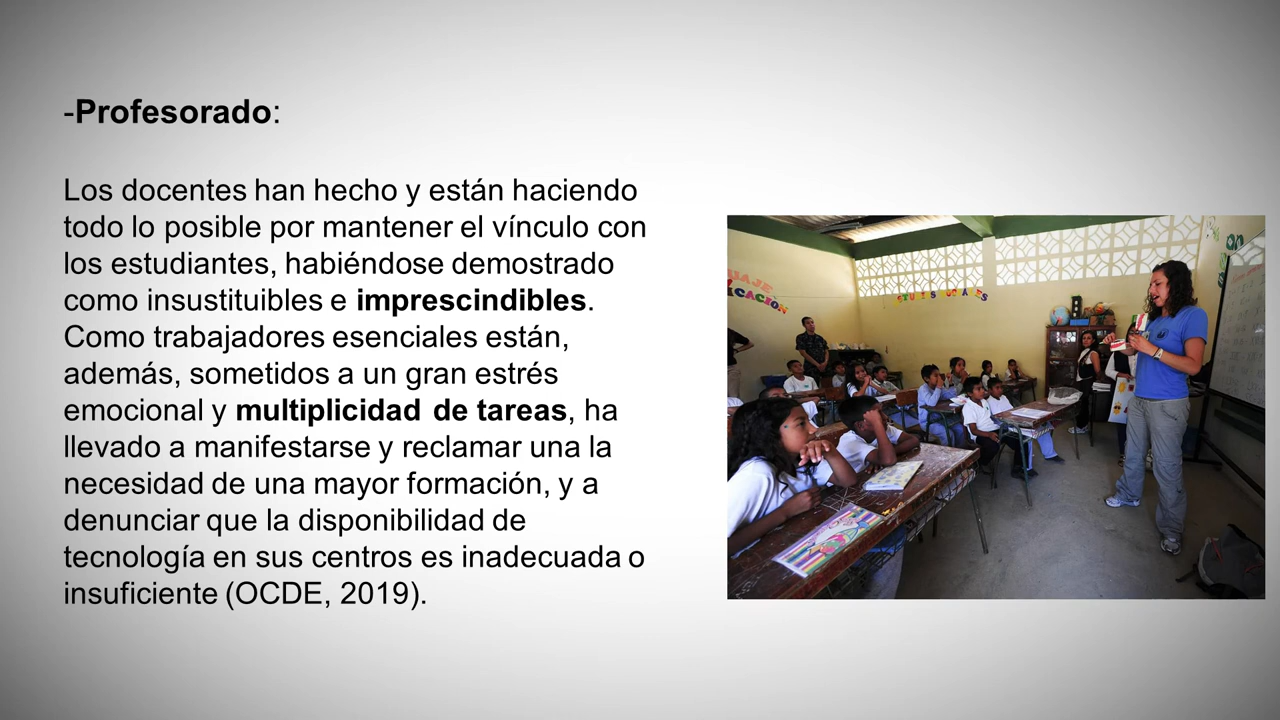 -Profesorado:
Los docentes han hecho y están haciendo
todo lo posible por mantener el vínculo con
los estudiantes, habiéndose demostrado
como insustituibles e imprescindibles.
Como trabajadores esenciales están,
además, sometidos a un gran estrés
emocional y multiplicidad de tareas, ha
llevado a manifestarse y reclamar una la
necesidad de una mayor formación, y a
denunciar que la disponibilidad de
tecnología en sus centros es inadecuada o
insuficiente (OCDE, 2019).